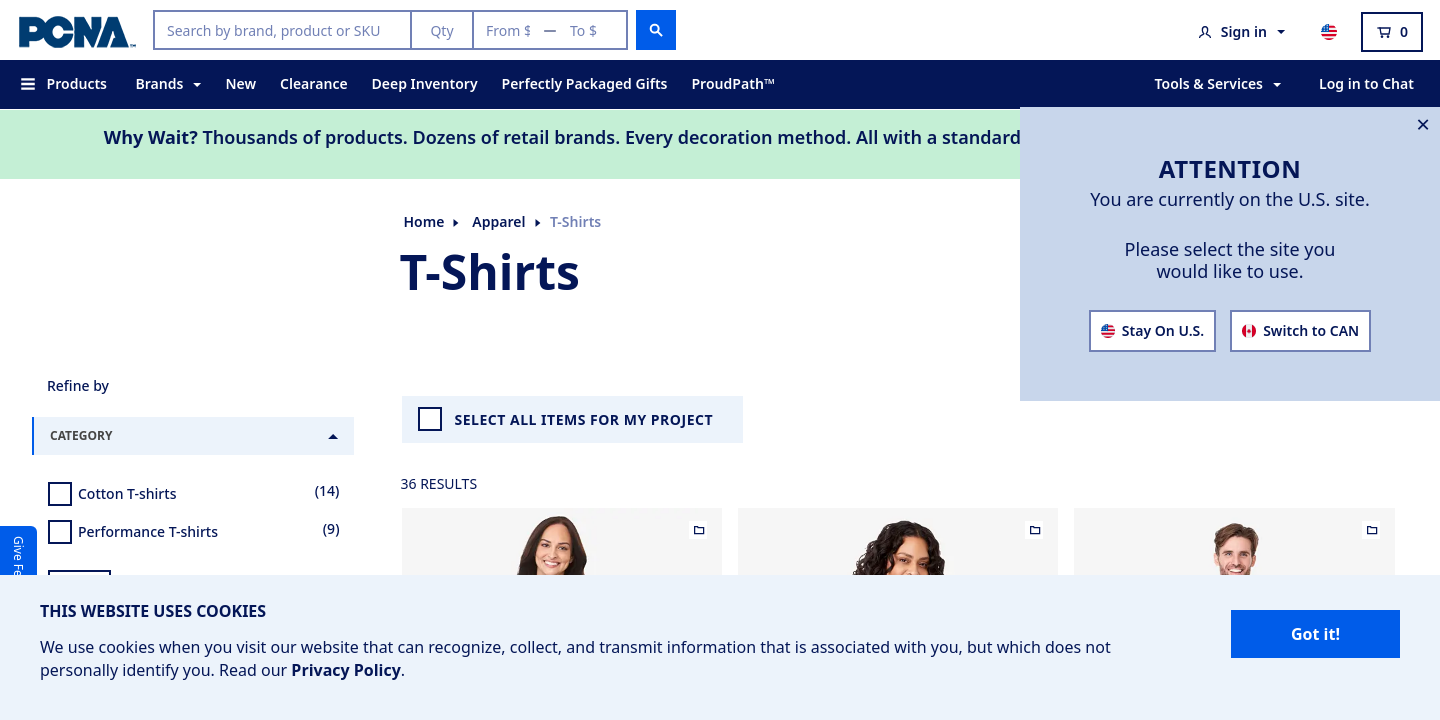 PCNA™
Search by brand, product or SKU
Qty
From $ — To $
Sign in
0
Products
Brands
New
Clearance
Deep Inventory
Perfectly Packaged Gifts
ProudPath™
Tools & Services
Log in to Chat
Why Wait? Thousands of products. Dozens of retail brands. Every decoration method. All with a standard
ATTENTION
You are currently on the U.S. site.
Please select the site you
would like to use.
Stay On U.S.
Switch to CAN
Home
Apparel
T-Shirts
T-Shirts
Refine by
CATEGORY
Cotton T-shirts
(14)
Performance T-shirts
(9)
SELECT ALL ITEMS FOR MY PROJECT
36 RESULTS
Give
THIS WEBSITE USES COOKIES
We use cookies when you visit our website that can recognize, collect, and transmit information that is associated with you, but which does not
personally identify you. Read our Privacy Policy.
Got it!